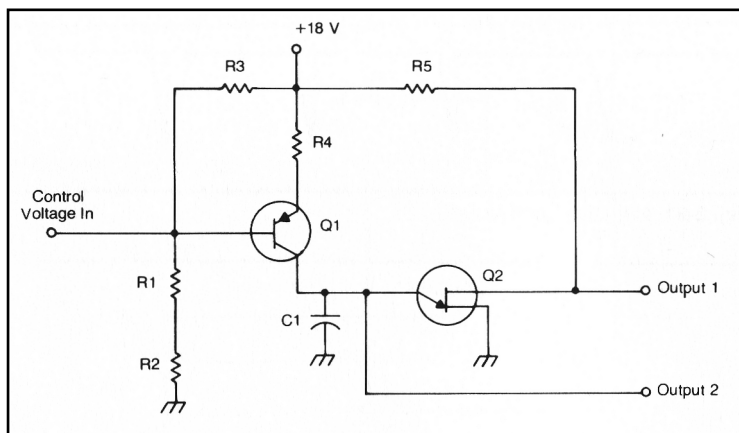 +18 V
R3
R5
R4
Control
Voltage In
Q1
R1
Q2
Output 1
C1
R2
Output 2